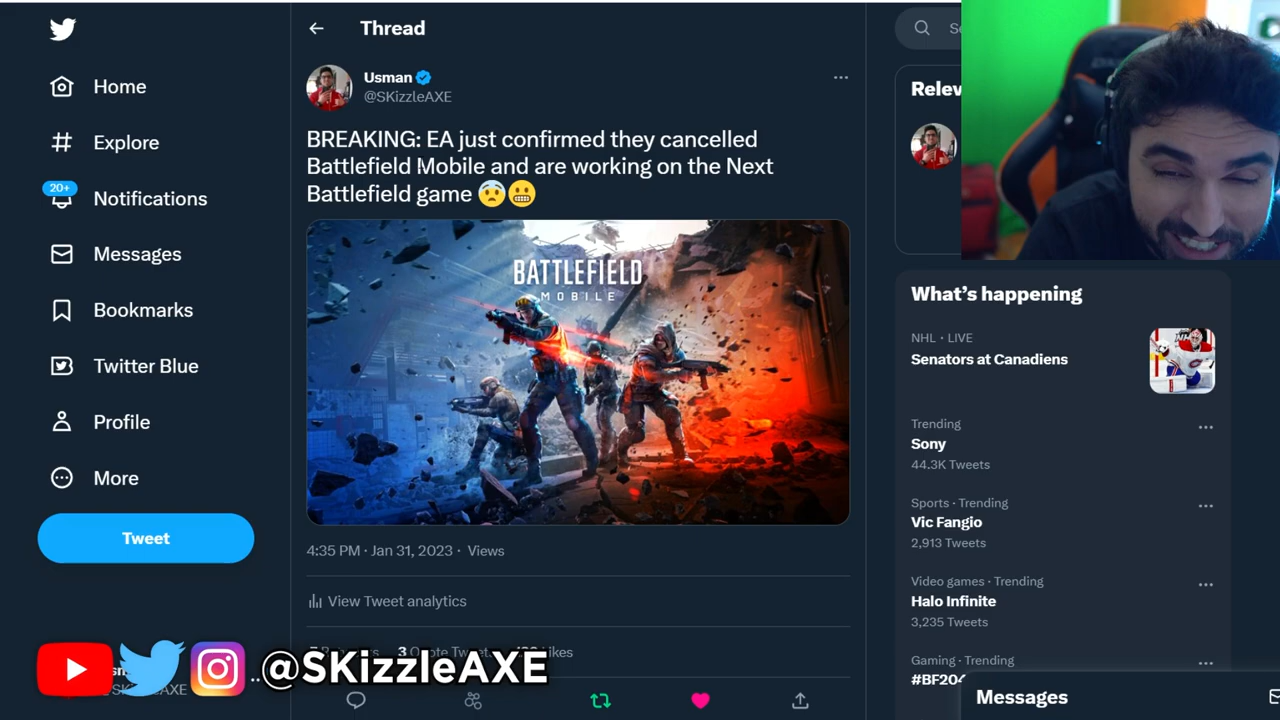 Home
Explore
20+
Notifications
Messages
Bookmarks
Twitter Blue
Profile
More
Tweet
Thread
Usman
@SKizzleAXE
BREAKING: EA just confirmed they cancelled
Battlefield Mobile and are working on the Next
Battlefield game 😨😬
BATTLEFIELD
MOBILE
4:35 PM · Jan 31, 2023 · Views
View Tweet analytics
3
@SKizzleAXE
Relev
What's happening
NHL · LIVE
Senators at Canadiens
Trending
Sony
44.3K Tweets
Sports · Trending
Vic Fangio
2,913 Tweets
Video games · Trending
Halo Infinite
3,235 Tweets
Gaming · Trending
#BF204
Messages